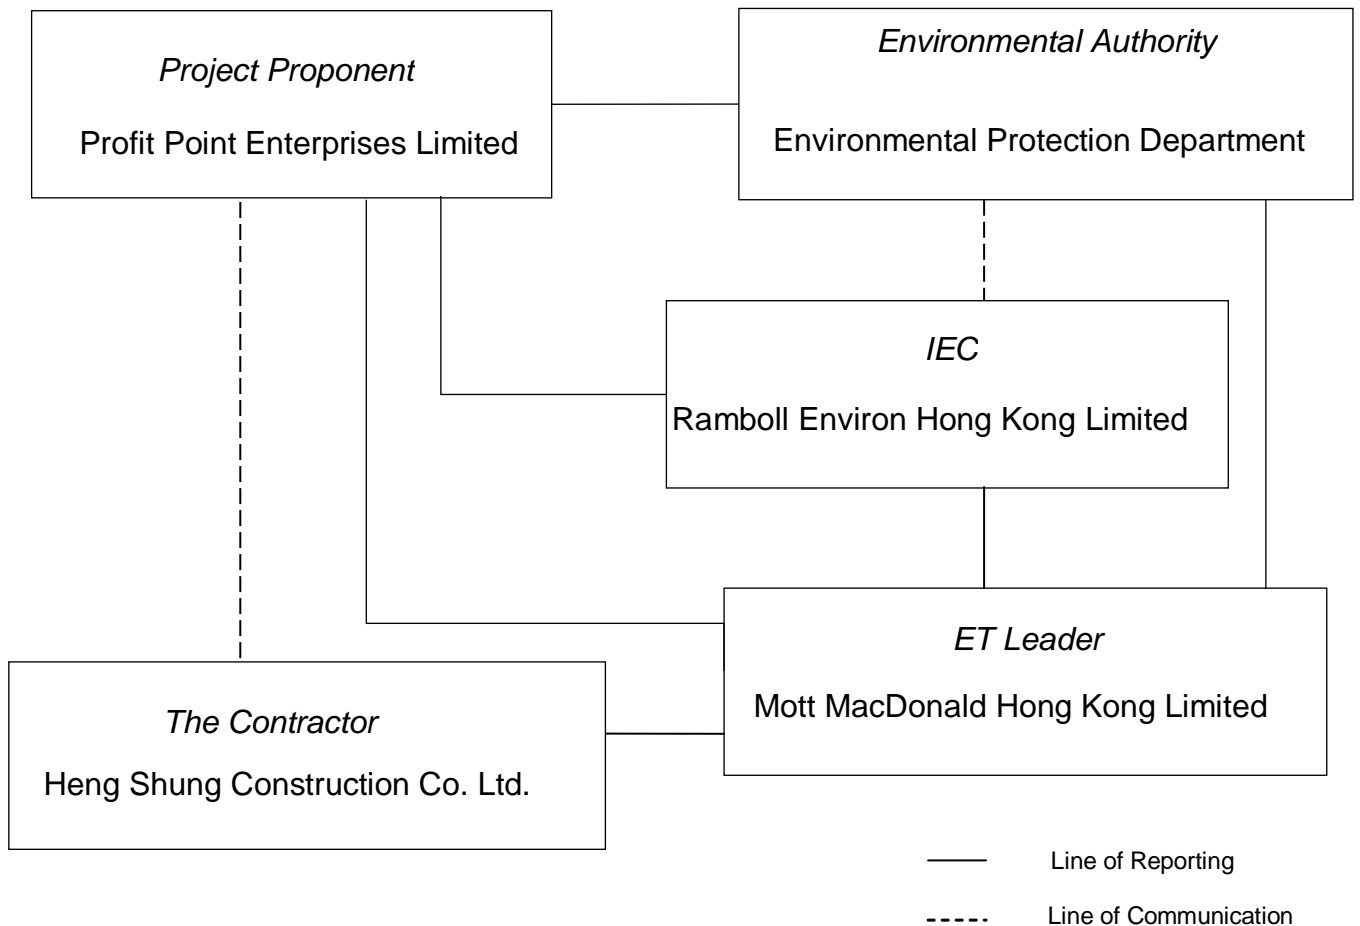 Project Proponent
Profit Point Enterprises Limited
Environmental Authority
Environmental Protection Department
IEC
Ramboll Environ Hong Kong Limited
ET Leader
Mott MacDonald Hong Kong Limited
The Contractor
Heng Shung Construction Co. Ltd.
Line of Reporting
Line of Communication